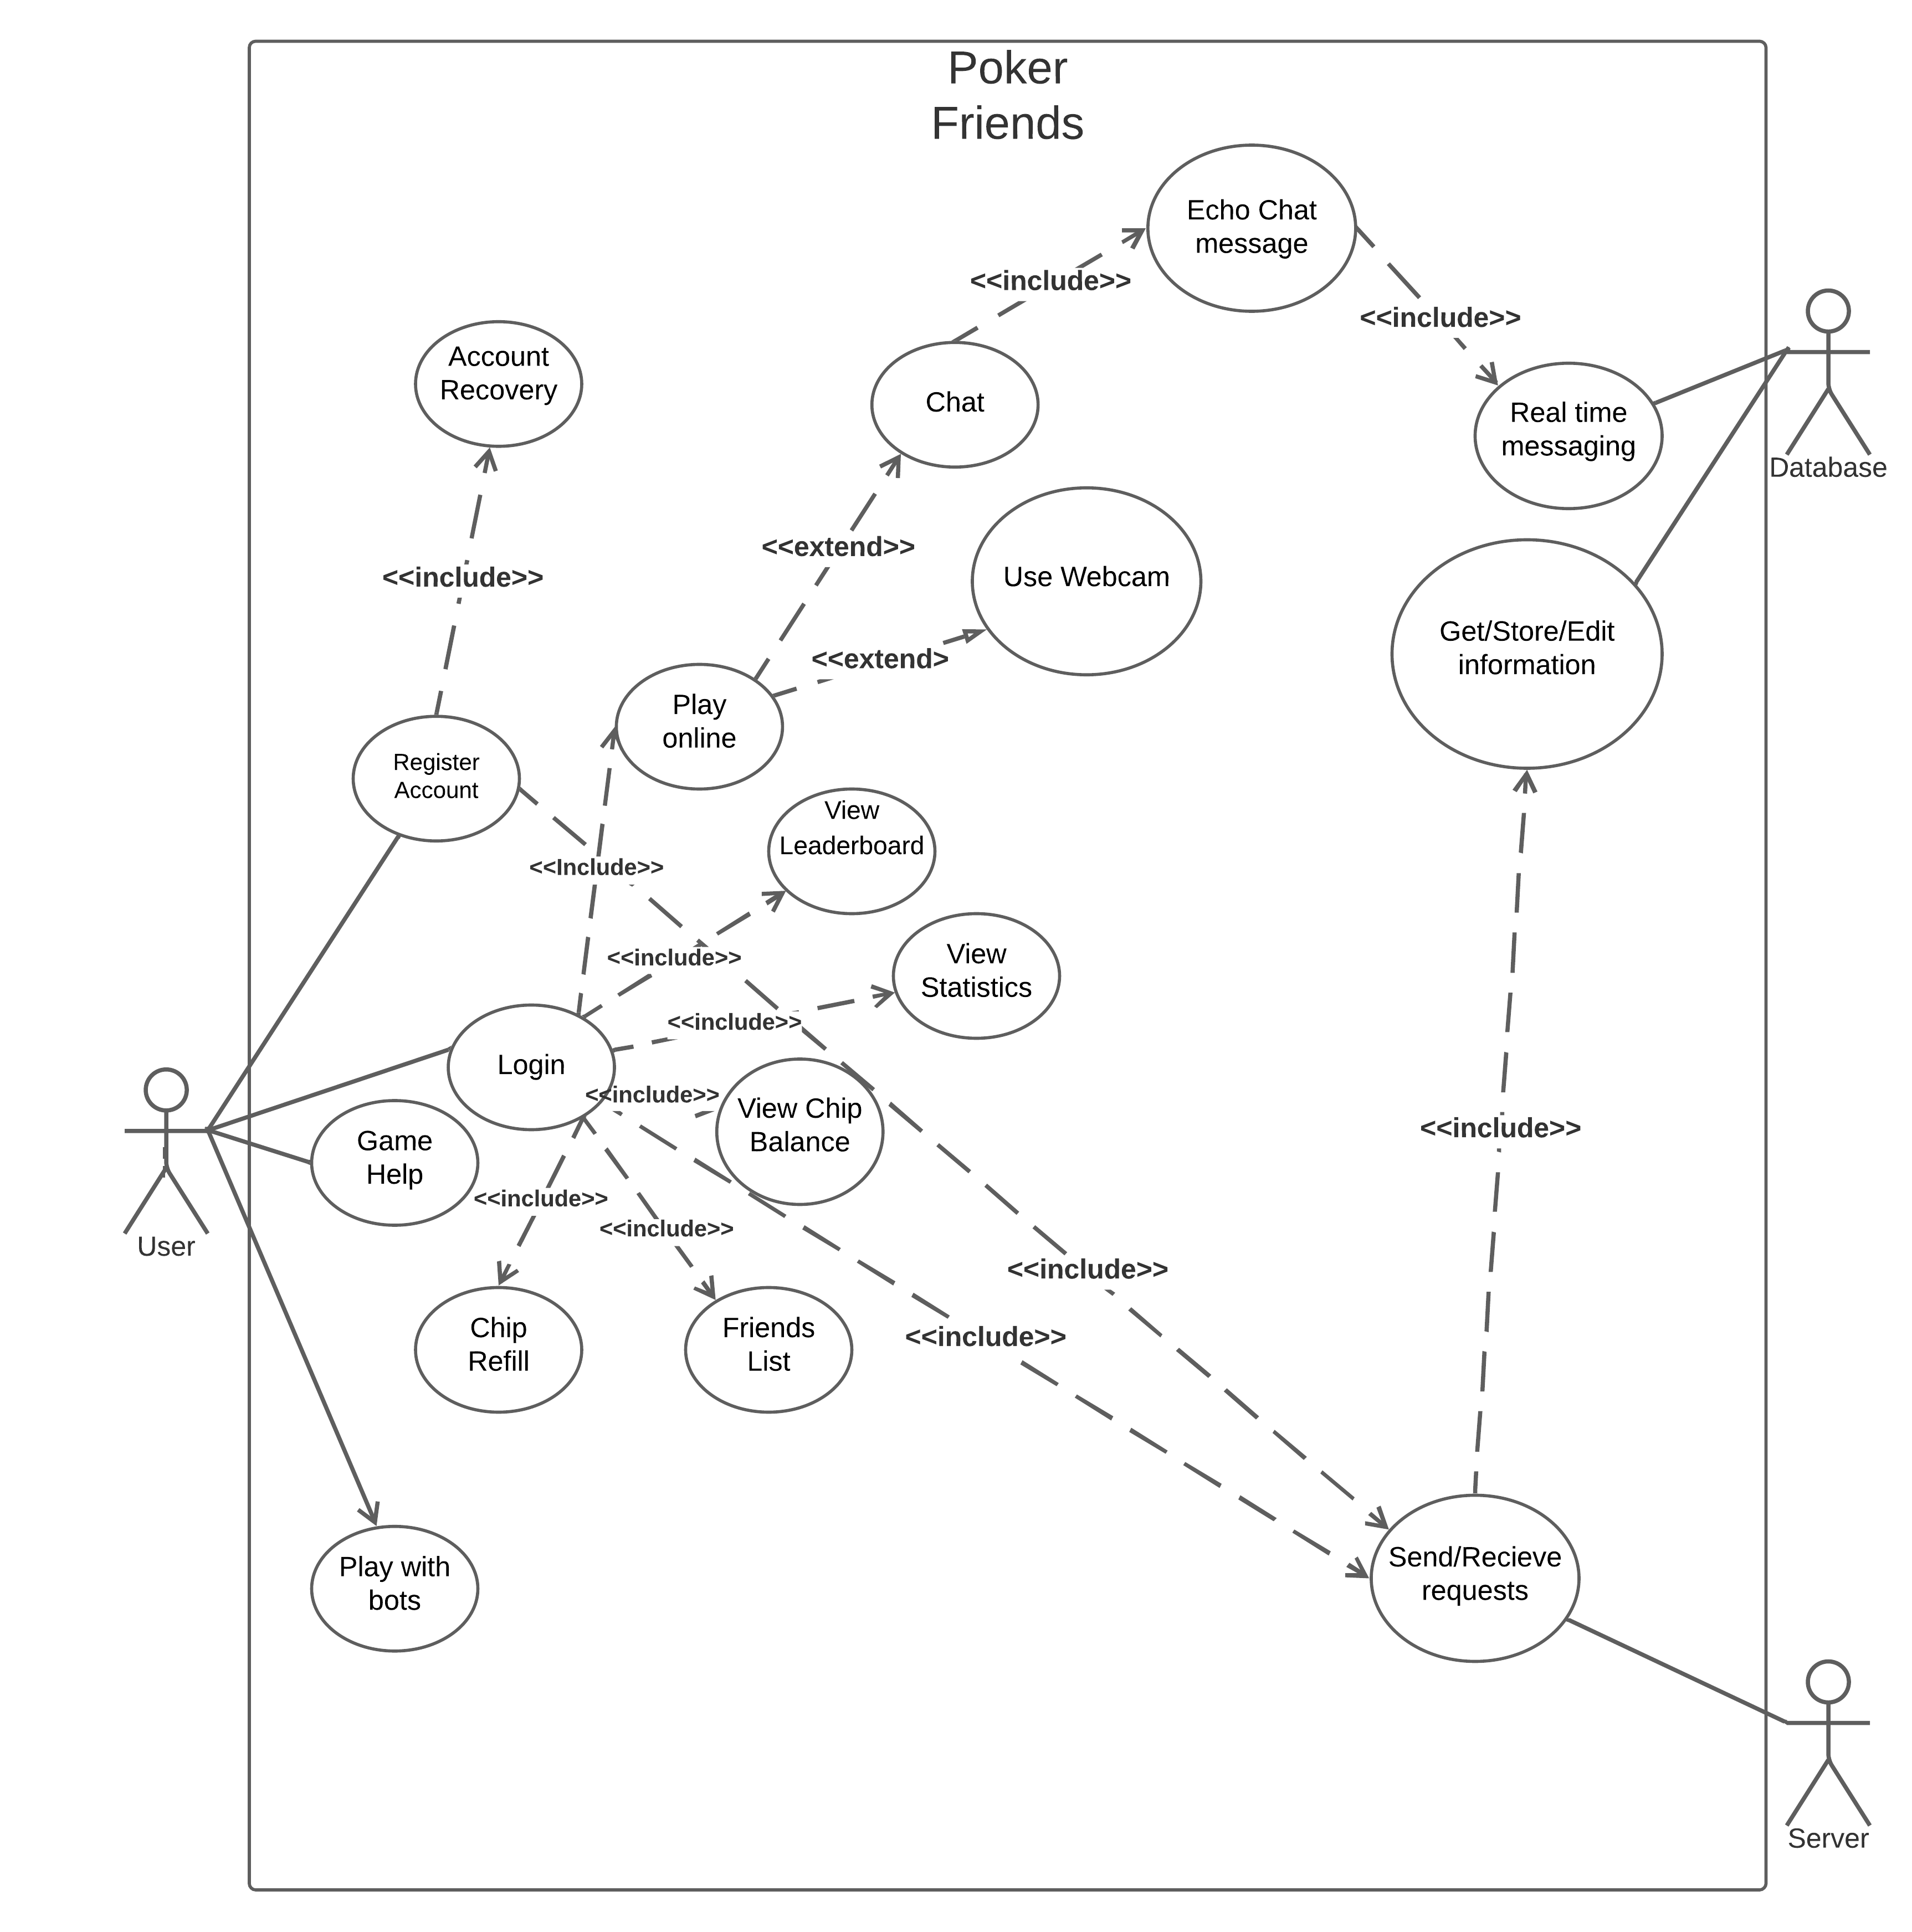 Poker
Friends
Echo Chat
message
<<include>>
<<include>>
Account
Recovery
Chat
Real time
messaging
Database
<<extend>>
<<include>>
Use Webcam
Get/Store/Edit
information
<<extend>
Play
online
Register
Account
View
Leaderboard
<<Include>>
<<include>>
View
Statistics
<<include>>
Login
<<include>>
View Chip
Balance
Game
Help
<<include>>
<<include>>
<<include>>
User
<<include>>
Chip
Refill
Friends
List
<<include>>
Play with
bots
Send/Recieve
requests
Server